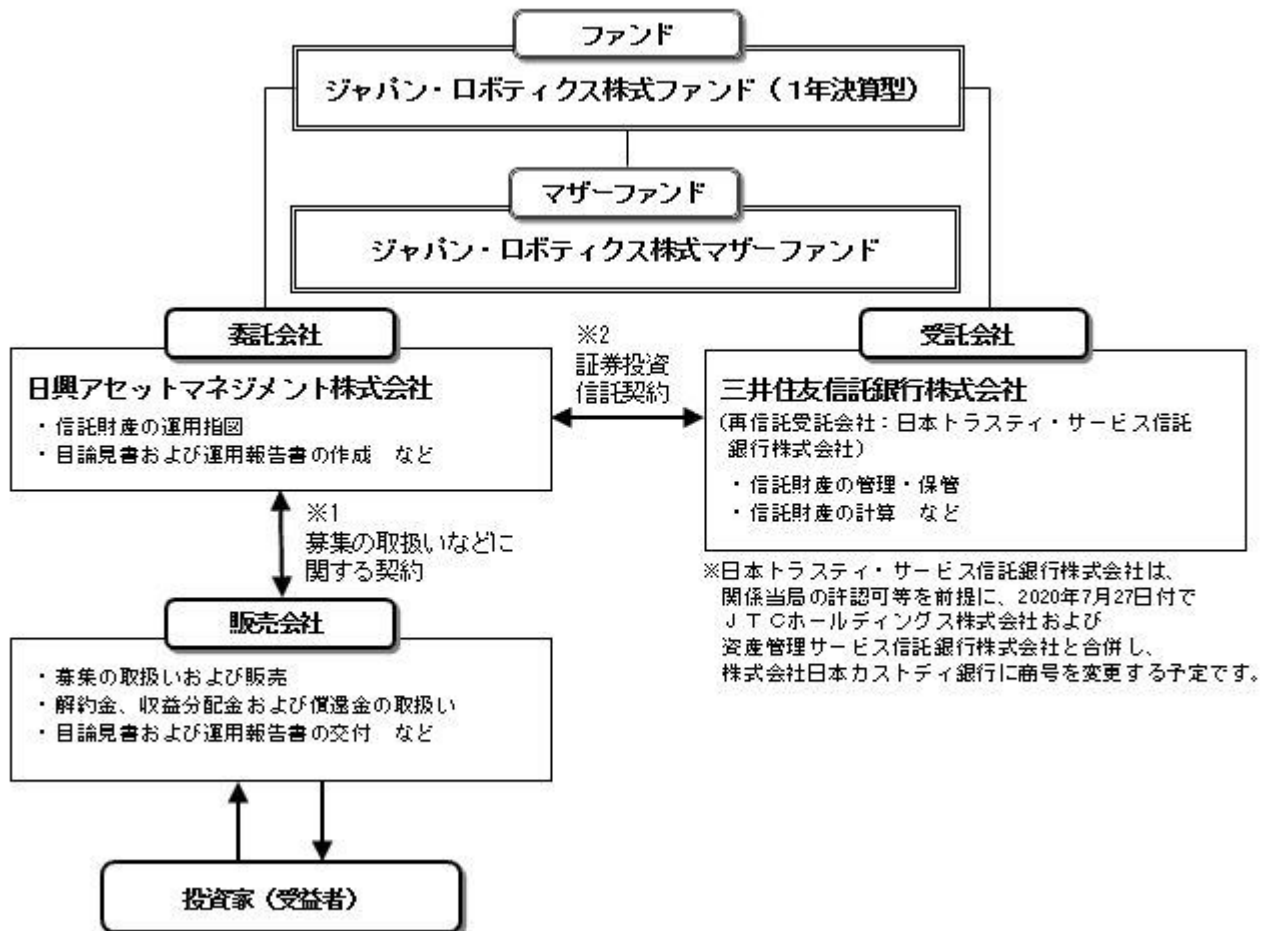 ファンド
ジャパン・ロボティクス株式ファンド（1年決算型）
マザーファンド
ジャパン・ロボティクス株式マザーファンド
委託会社
日興アセットマネジメント株式会社
・信託財産の運用指図
・目論見書および運用報告書の作成　など
※2
証券投資
信託契約
受託会社
三井住友信託銀行株式会社
（再信託受託会社：日本トラスティ・サービス信託
銀行株式会社）
・信託財産の管理・保管
・信託財産の計算　など
※日本トラスティ・サービス信託銀行株式会社は、
関係当局の許認可等を前提に、2020年7月27日付で
ＪＴＣホールディングス株式会社および
資産管理サービス信託銀行株式会社と合併し、
株式会社日本カストディ銀行に商号を変更する予定です。
※1
募集の取扱いなどに
関する契約
販売会社
・募集の取扱いおよび販売
・解約金、収益分配金および償還金の取扱い
・目論見書および運用報告書の交付　など
投資家（受益者）